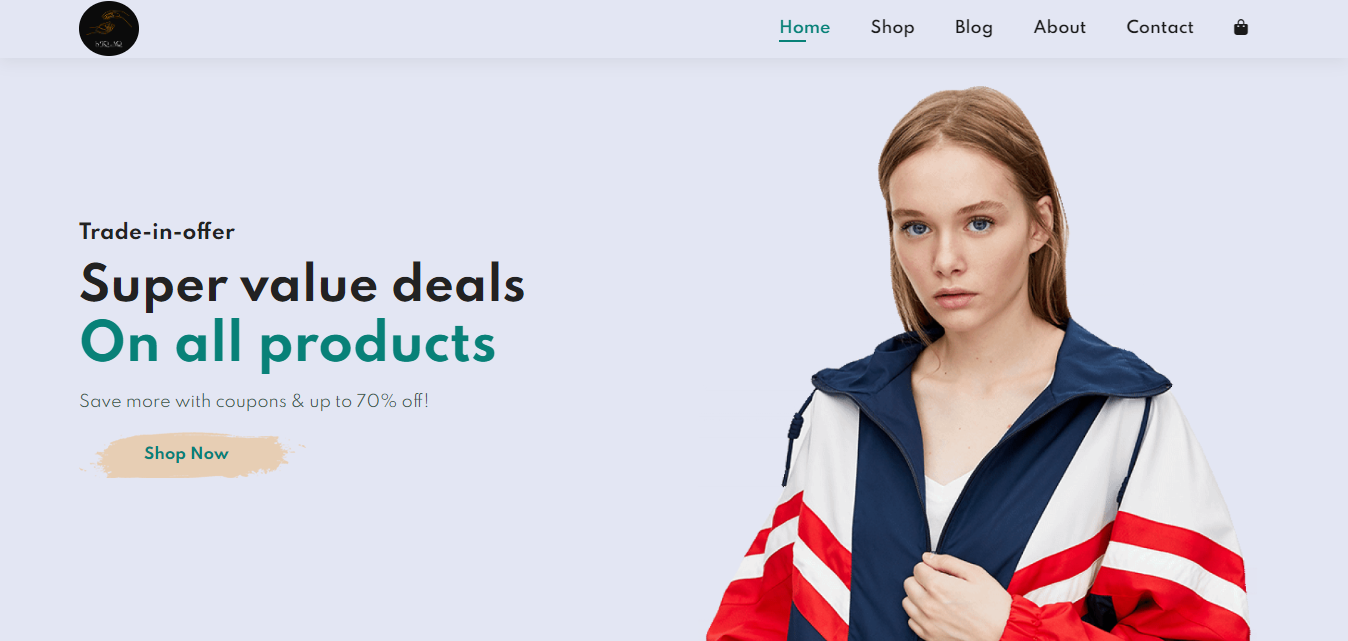 Home Shop Blog About Contact
Trade-in-offer
Super value deals
On all products
Save more with coupons & up to 70% off!
Shop Now